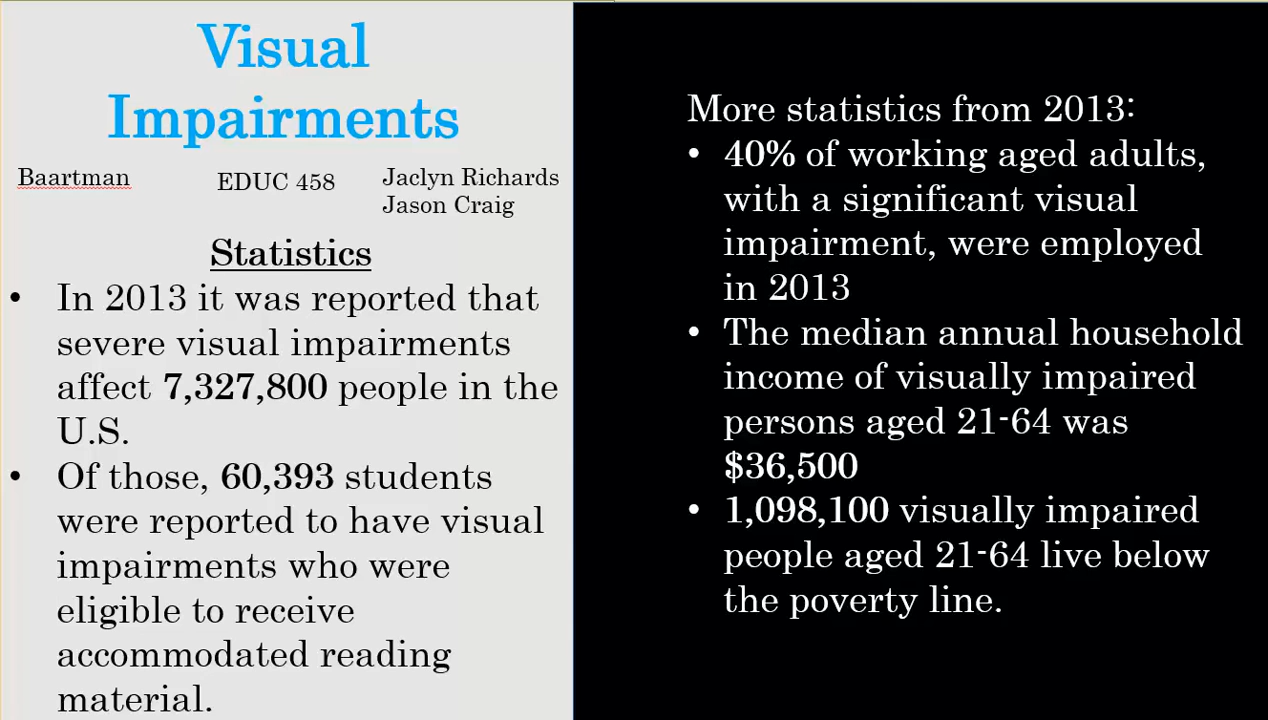 Visual
Impairments
Baartman
EDUC 458
Jaclyn Richards
Jason Craig
Statistics
• In 2013 it was reported that
severe visual impairments
affect 7,327,800 people in the
U.S.
• Of those, 60,393 students
were reported to have visual
impairments who were
eligible to receive
accommodated reading
material.
More statistics from 2013:
• 40% of working aged adults,
with a significant visual
impairment, were employed
in 2013
• The median annual household
income of visually impaired
persons aged 21-64 was
$36,500
• 1,098,100 visually impaired
people aged 21-64 live below
the poverty line.